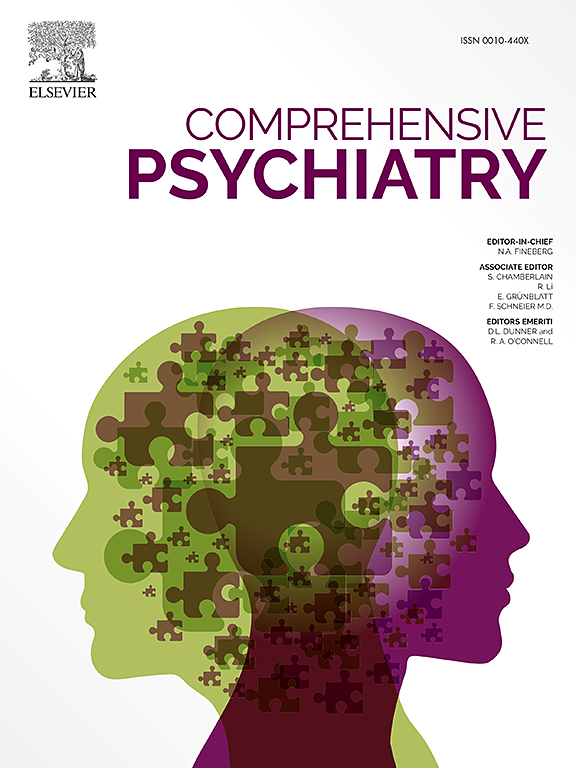 ISSN 0010-440X
ELSEVIER
COMPREHENSIVE
PSYCHIATRY
EDITOR-IN-CHIEF
N.A. FINEBERG
ASSOCIATE EDITOR
S. CHAMBERLAIN
R. Li
E. GRÜNBLATT
F. SCHNEIER M.D.
EDITORS EMERITI
D.L. DUNNER and
R. A. O'CONNELL